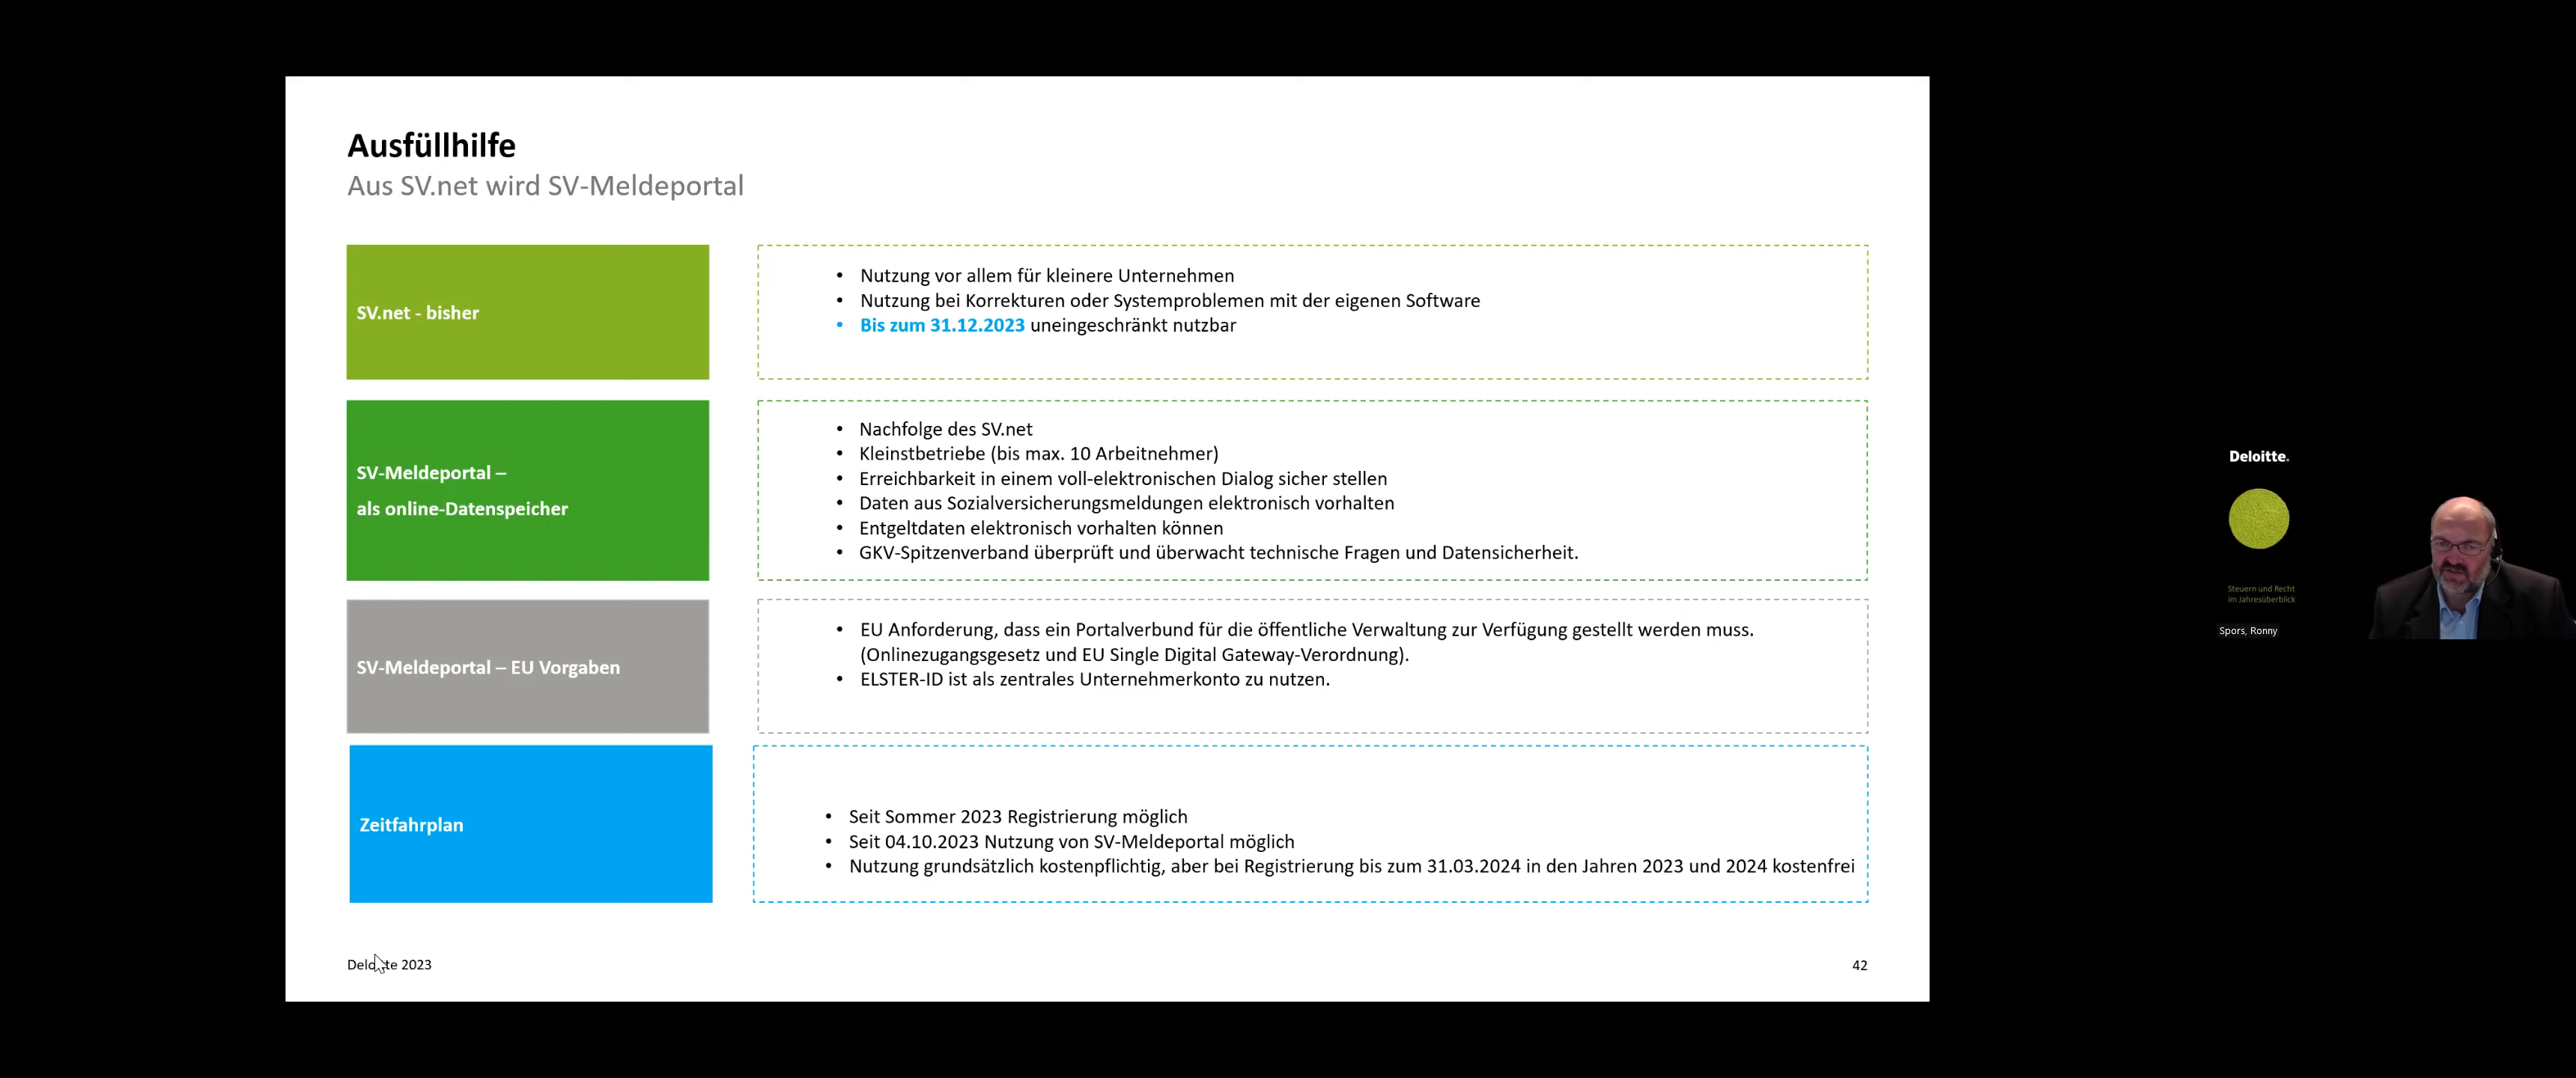 Ausfüllhilfe
Aus SV.net wird SV-Meldeportal
SV.net - bisher
• Nutzung vor allem für kleinere Unternehmen
• Nutzung bei Korrekturen oder Systemproblemen mit der eigenen Software
• Bis zum 31.12.2023 uneingeschränkt nutzbar
SV-Meldeportal –
als online-Datenspeicher
• Nachfolge des SV.net
• Kleinstbetriebe (bis max. 10 Arbeitnehmer)
• Erreichbarkeit in einem voll-elektronischen Dialog sicher stellen
• Daten aus Sozialversicherungsmeldungen elektronisch vorhalten
• Entgeltdaten elektronisch vorhalten können
• GKV-Spitzenverband überprüft und überwacht technische Fragen und Datensicherheit.
SV-Meldeportal – EU Vorgaben
• EU Anforderung, dass ein Portalverbund für die öffentliche Verwaltung zur Verfügung gestellt werden muss.
(Onlinezugangsgesetz und EU Single Digital Gateway-Verordnung).
• ELSTER-ID ist als zentrales Unternehmerkonto zu nutzen.
Zeitfahrplan
• Seit Sommer 2023 Registrierung möglich
• Seit 04.10.2023 Nutzung von SV-Meldeportal möglich
• Nutzung grundsätzlich kostenpflichtig, aber bei Registrierung bis zum 31.03.2024 in den Jahren 2023 und 2024 kostenfrei
Deloitte 2023
42
Deloitte.
Steuern und Recht
im Jahresüberblick
Spors, Ronny